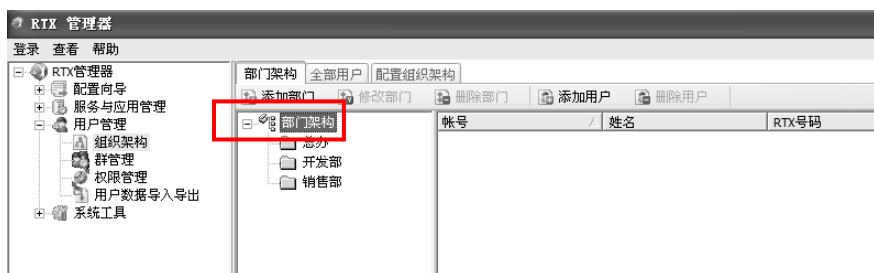 RTX 管理器
登录 查看 帮助
RTX管理器
配置向导
服务与应用管理
用户管理
组织架构
群管理
权限管理
用户数据导入导出
系统工具
部门架构 全部用户 配置组织架构
添加部门 修改部门 删除部门 添加用户 删除用户
部门架构
总办
开发部
销售部
帐号 姓名 RTX号码